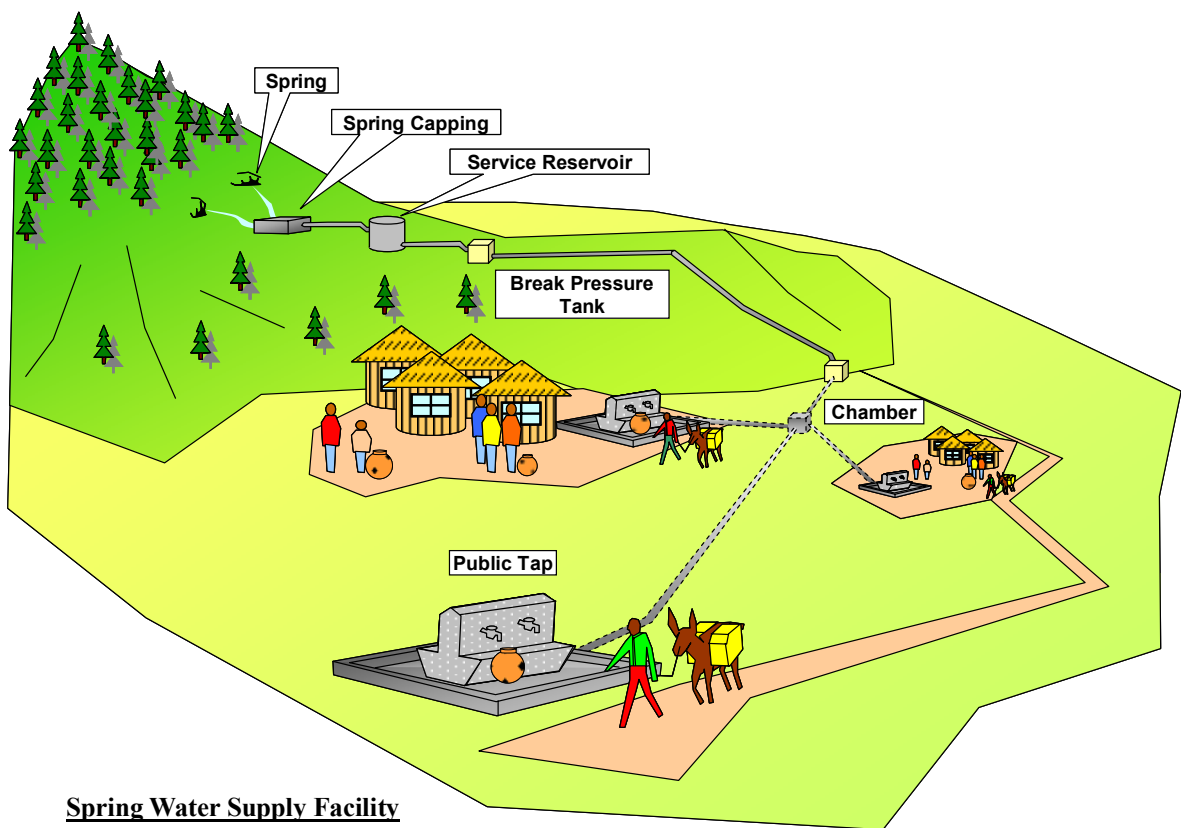 Spring
Spring Capping
Service Reservoir
Break Pressure
Tank
Chamber
Public Tap
Spring Water Supply Facility